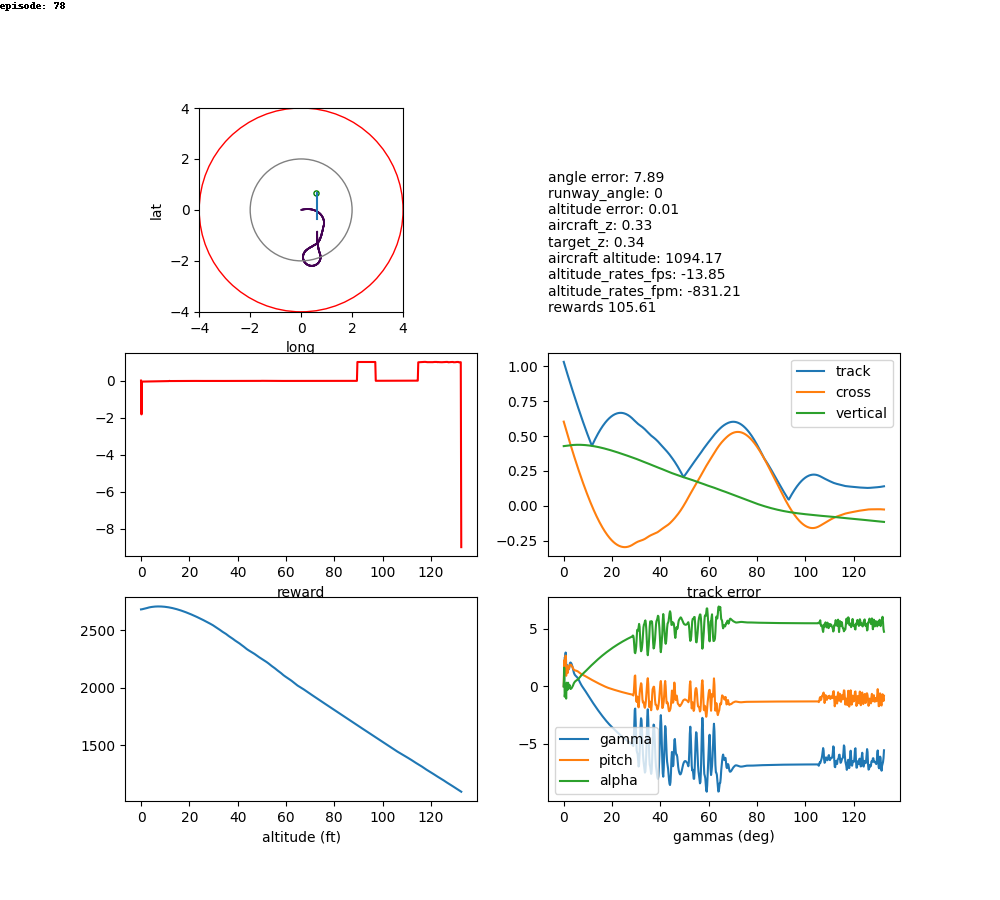 episode: 78
4
2
0
−2
−4
lat
−4 −2 0 2 4
long
angle error: 7.89
runway_angle: 0
altitude error: 0.01
aircraft_z: 0.33
target_z: 0.34
aircraft altitude: 1094.17
altitude_rates_fps: -13.85
altitude_rates_fpm: -831.21
rewards 105.61
0
−2
−4
−6
−8
0 20 40 60 80 100 120
reward
1.00
0.75
0.50
0.25
0.00
−0.25
track
cross
vertical
0 20 40 60 80 100 120
track error
2500
2000
1500
0 20 40 60 80 100 120
altitude (ft)
5
0
−5
gamma
pitch
alpha
0 20 40 60 80 100 120
gammas (deg)